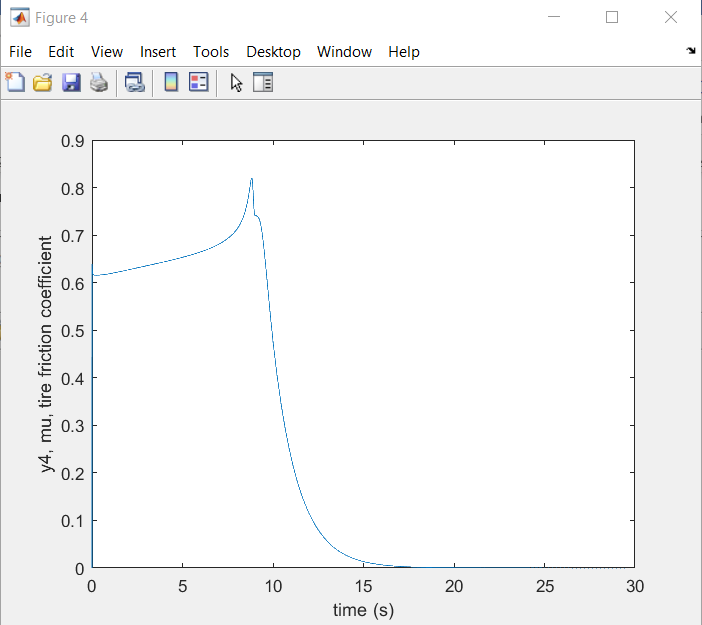 Figure 4
File Edit View Insert Tools Desktop Window Help
y4, mu, tire friction coefficient
0.9
0.8
0.7
0.6
0.5
0.4
0.3
0.2
0.1
0
0 5 10 15 20 25 30
time (s)